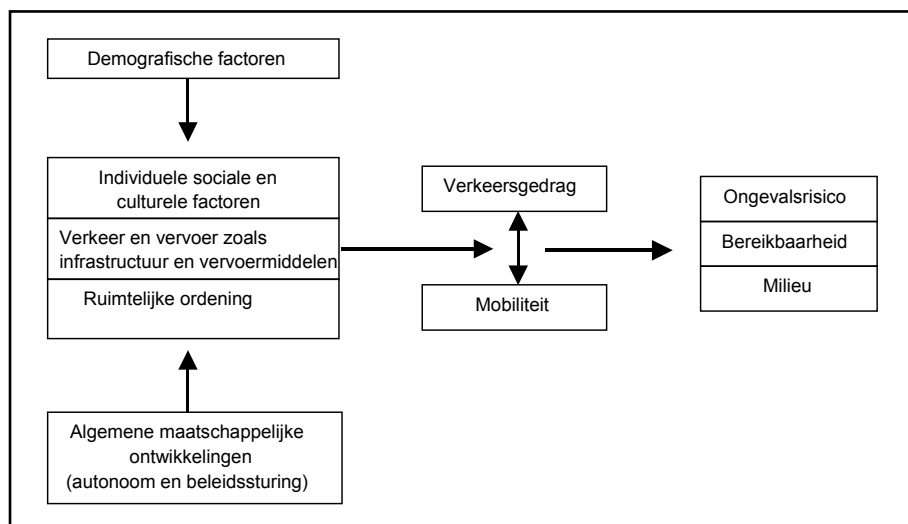 Demografische factoren
Individuele sociale en
culturele factoren
Verkeer en vervoer zoals
infrastructuur en vervoermiddelen
Ruimtelijke ordening
Algemene maatschappelijke
ontwikkelingen
(autonoom en beleidssturing)
Verkeersgedrag
Mobiliteit
Ongevalsrisico
Bereikbaarheid
Milieu